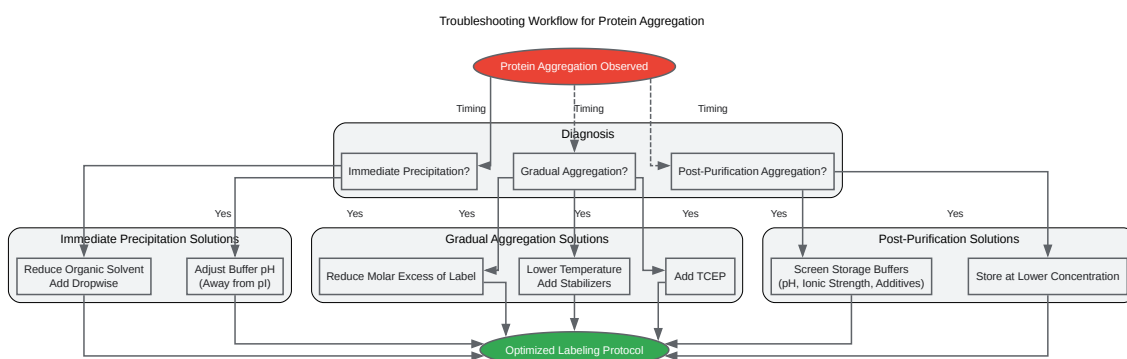 Troubleshooting Workflow for Protein Aggregation
Protein Aggregation Observed
Timing
Timing
Timing
Diagnosis
Immediate Precipitation?
Gradual Aggregation?
Post-Purification Aggregation?
Yes
Yes
Yes
Yes
Yes
Yes
Yes
Immediate Precipitation Solutions
Gradual Aggregation Solutions
Post-Purification Solutions
Reduce Organic Solvent
Add Dropwise
Adjust Buffer pH
(Away from pI)
Reduce Molar Excess of Label
Lower Temperature
Add Stabilizers
Add TCEP
Screen Storage Buffers
(pH, Ionic Strength, Additives)
Store at Lower Concentration
Optimized Labeling Protocol